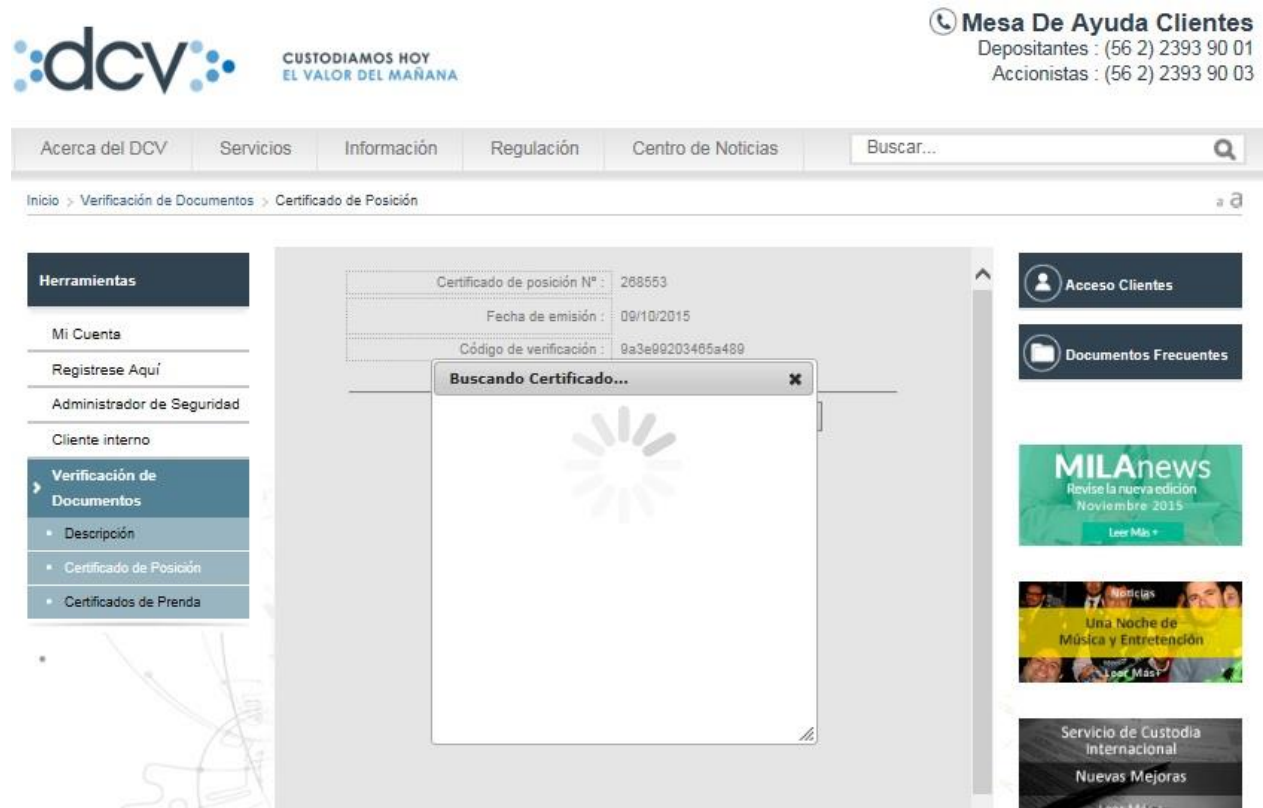 dcv
CUSTODIAMOS HOY
EL VALOR DEL MAÑANA
Mesa De Ayuda Clientes
Depositantes : (56 2) 2393 90 01
Accionistas : (56 2) 2393 90 03
Acerca del DCV Servicios Información Regulación Centro de Noticias Buscar...
Inicio > Verificación de Documentos > Certificado de Posición a a
Herramientas
Mi Cuenta
Registrese Aquí
Administrador de Seguridad
Cliente interno
Verificación de
Documentos
Descripción
Certificado de Posición
Certificados de Prenda
Certificado de posición Nº : 268553
Fecha de emisión : 09/10/2015
Código de verificación : 9a3e99203465a489
Buscando Certificado...
Acceso Clientes
Documentos Frecuentes
MILAnews
Revise la nueva edición
Noviembre 2015
Leer Más +
Noticias
Una Noche de
Música y Entretención
Leer Más+
Servicio de Custodia
Internacional
Nuevas Mejoras